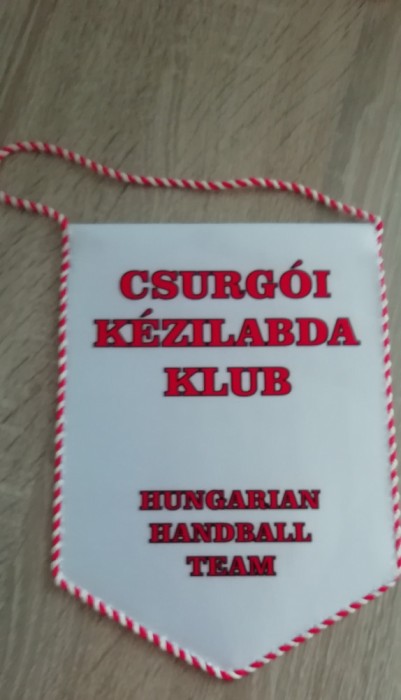 CSURGÓI
KÉZILABDA
KLUB
HUNGARIAN
HANDBALL
TEAM